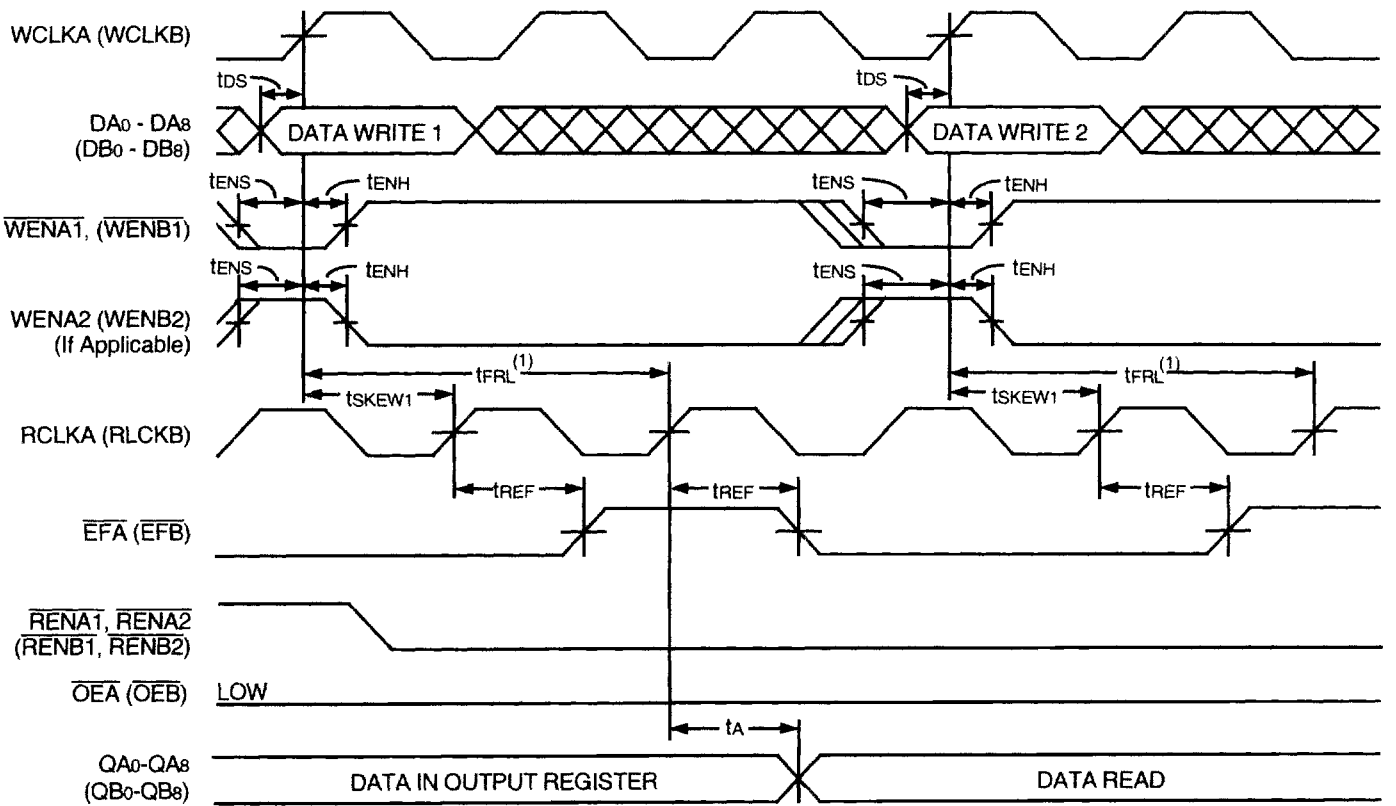 WCLKA (WCLKB)
tDS
tDS
DA0 - DA8
(DB0 - DB8)
DATA WRITE 1
DATA WRITE 2
tENS
tENH
tENS
tENH
WENA1, (WENB1)
tENS
tENH
tENS
tENH
WENA2 (WENB2)
(If Applicable)
tFRL(1)
tFRL(1)
tSKEW1
tSKEW1
RCLKA (RLCKB)
tREF
tREF
tREF
EFA (EFB)
RENA1, RENA2
(RENB1, RENB2)
OEA (OEB)
LOW
tA
QA0-QA8
(QB0-QB8)
DATA IN OUTPUT REGISTER
DATA READ